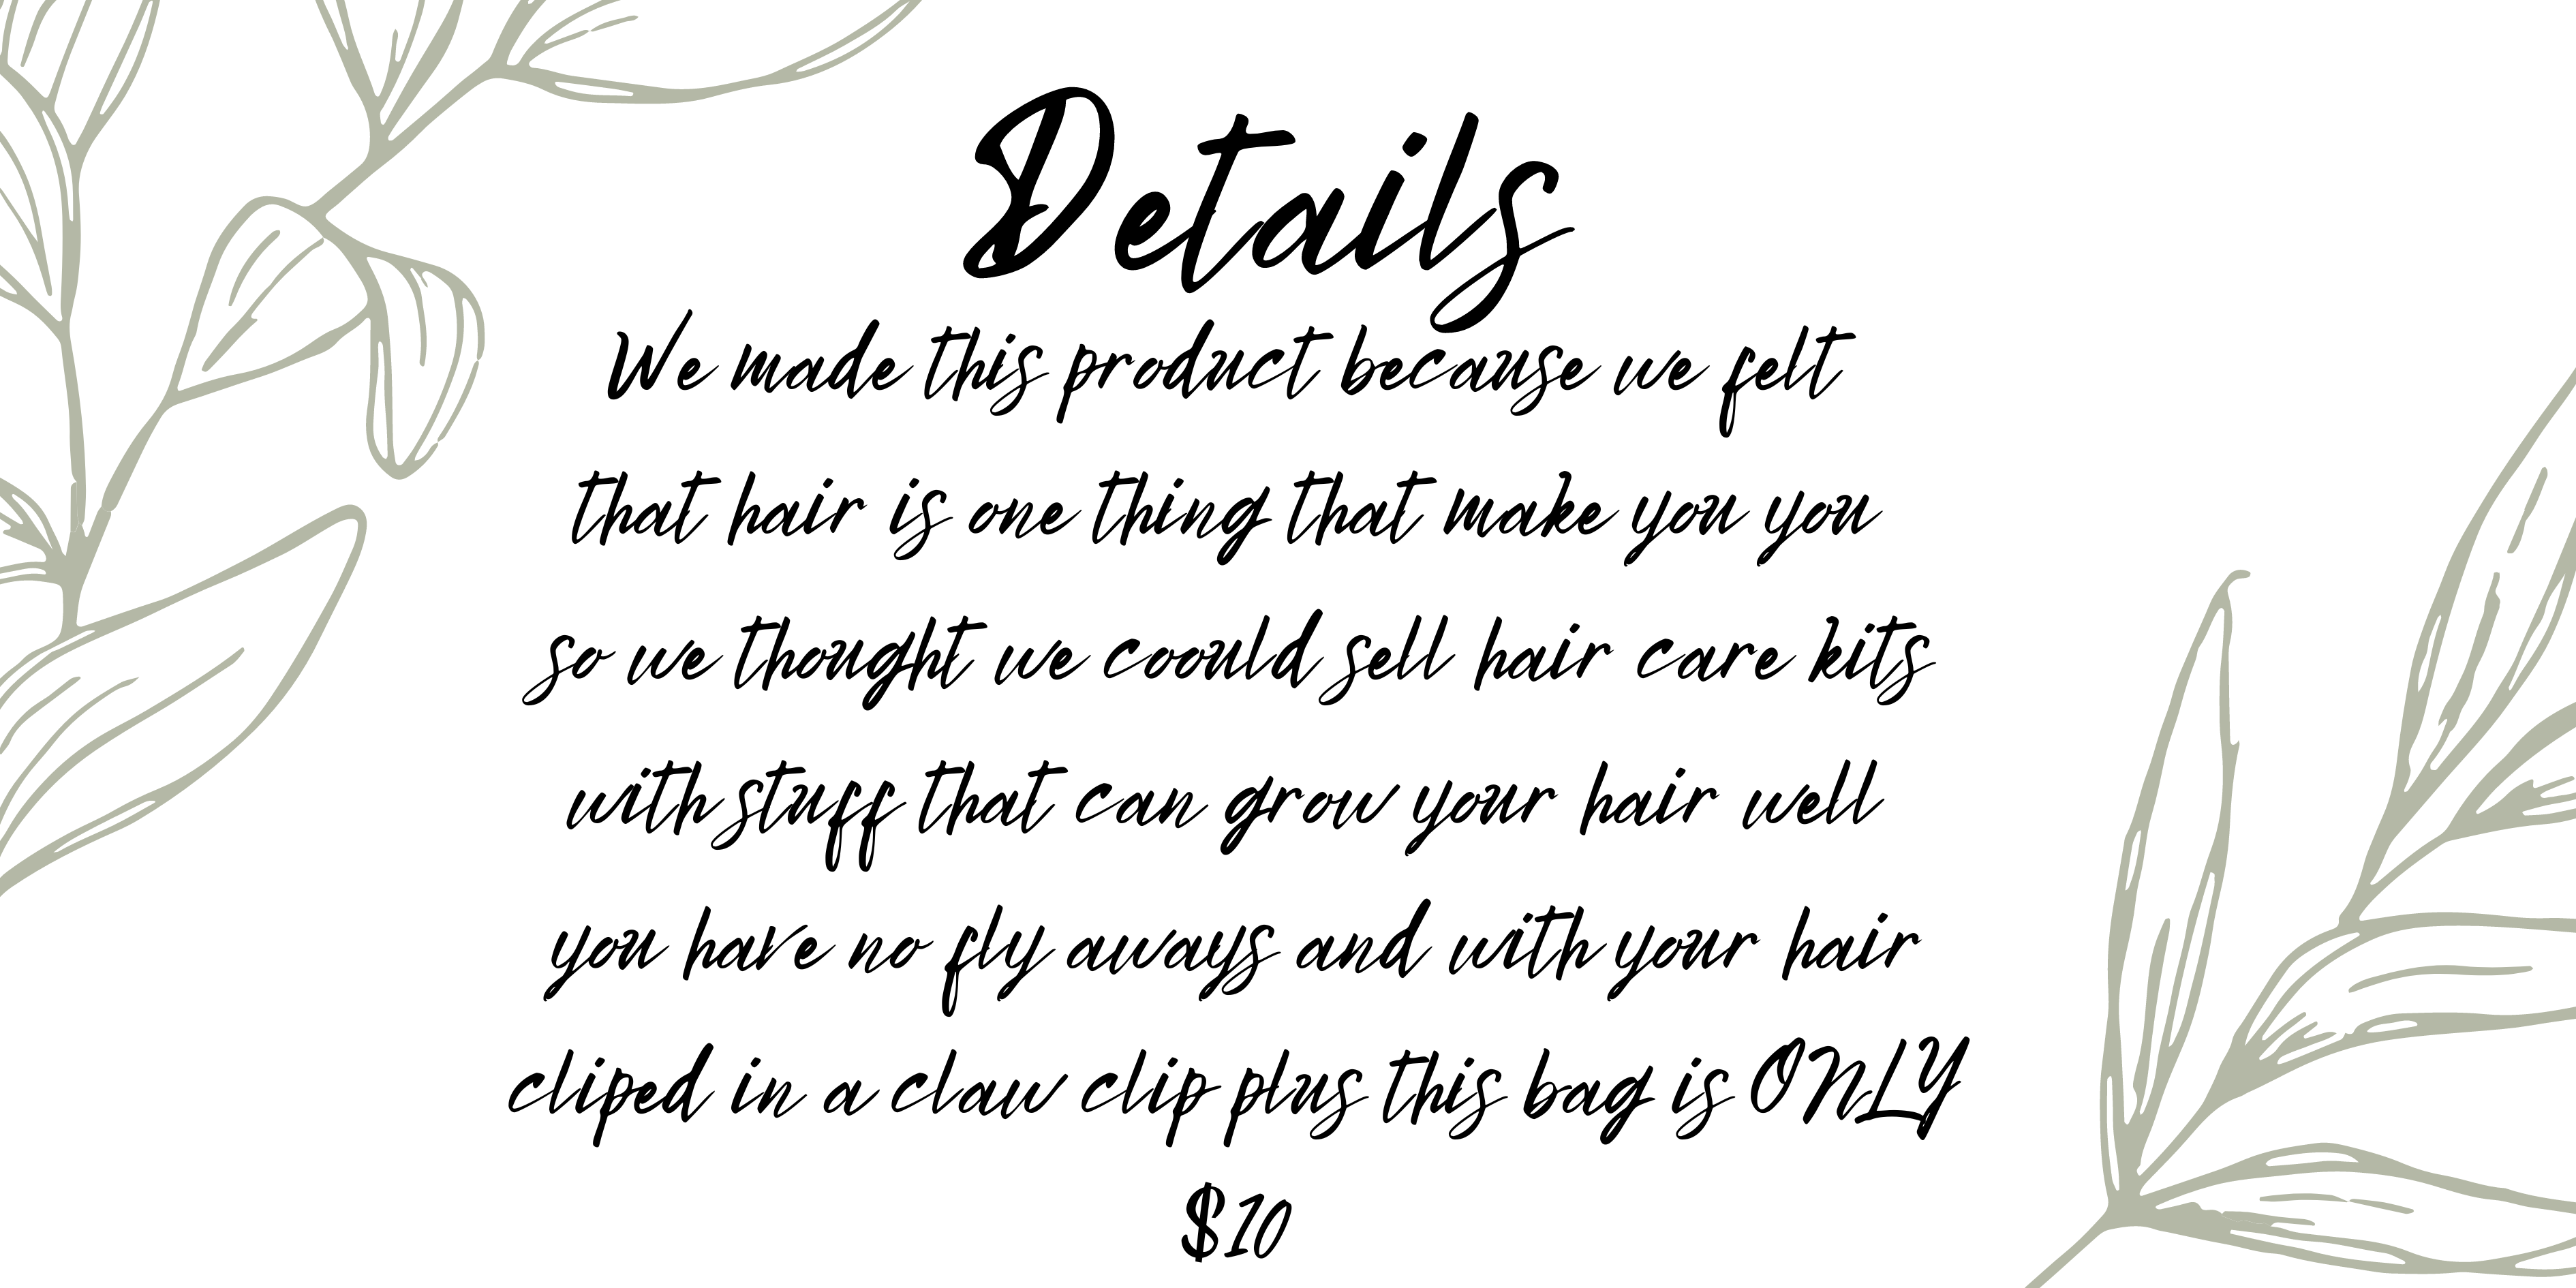 Details
We made this product because we felt
that hair is one thing that make you you
so we thought we coould sell hair care kits
with stuff that can grow your hair well
you have no fly aways and with your hair
cliped in a claw clip plus this bag is ONLY
$10